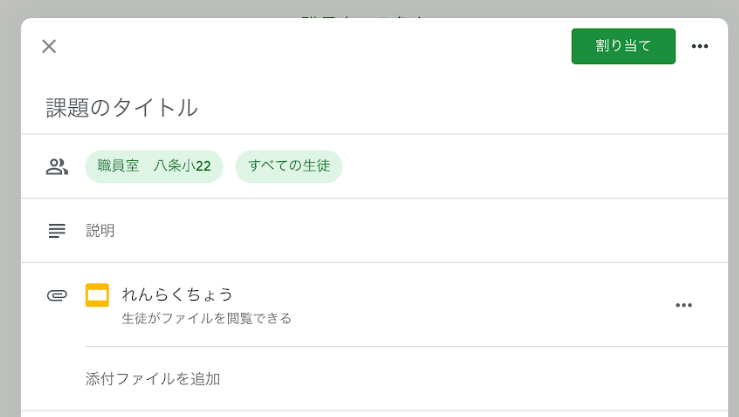 割り当て
課題のタイトル
職員室　八条小22
すべての生徒
説明
れんらくちょう
生徒がファイルを閲覧できる
添付ファイルを追加